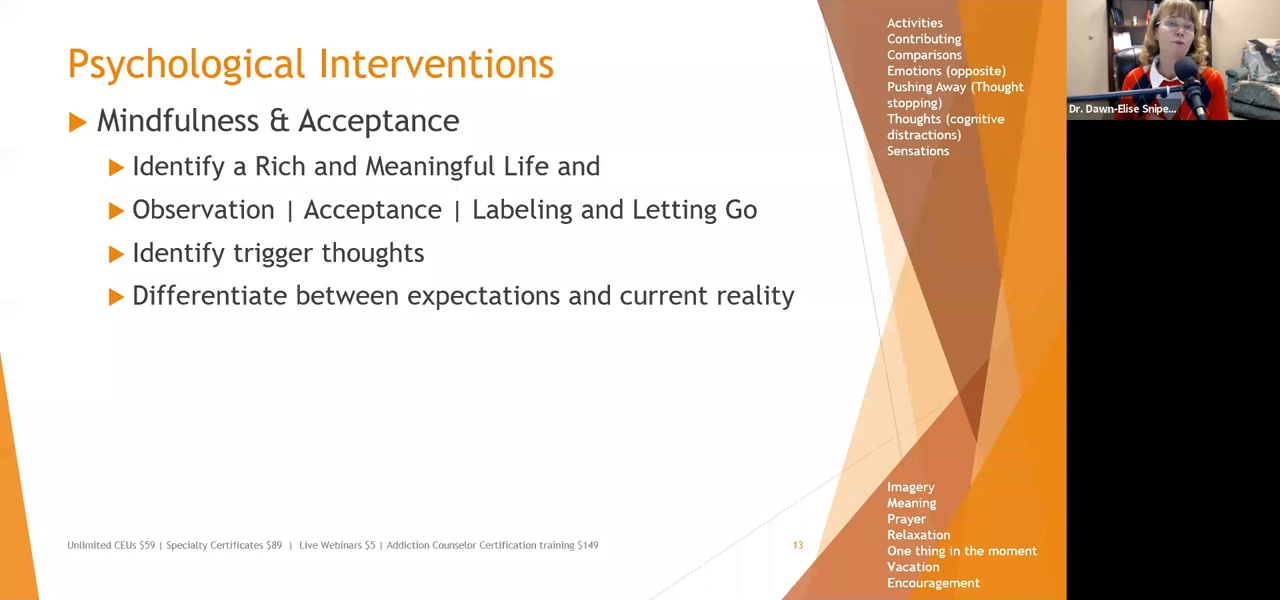 Psychological Interventions
Mindfulness & Acceptance
Identify a Rich and Meaningful Life and
Observation | Acceptance | Labeling and Letting Go
Identify trigger thoughts
Differentiate between expectations and current reality
Unlimited CEUs $59 | Specialty Certificates $89 | Live Webinars $5 | Addiction Counselor Certification training $149
13
Activities
Contributing
Comparisons
Emotions (opposite)
Pushing Away (Thought
stopping)
Thoughts (cognitive
distractions)
Sensations
Imagery
Meaning
Prayer
Relaxation
One thing in the moment
Vacation
Encouragement
Dr. Dawn-Elise Snipe...